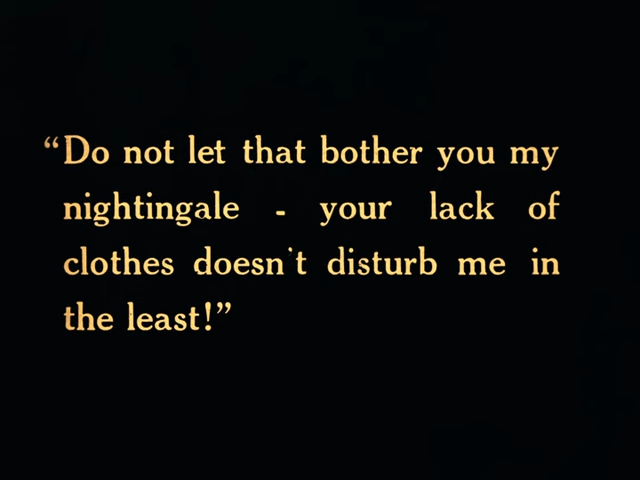 “Do not let that bother you my
nightingale - your lack of
clothes doesn't disturb me in
the least!”